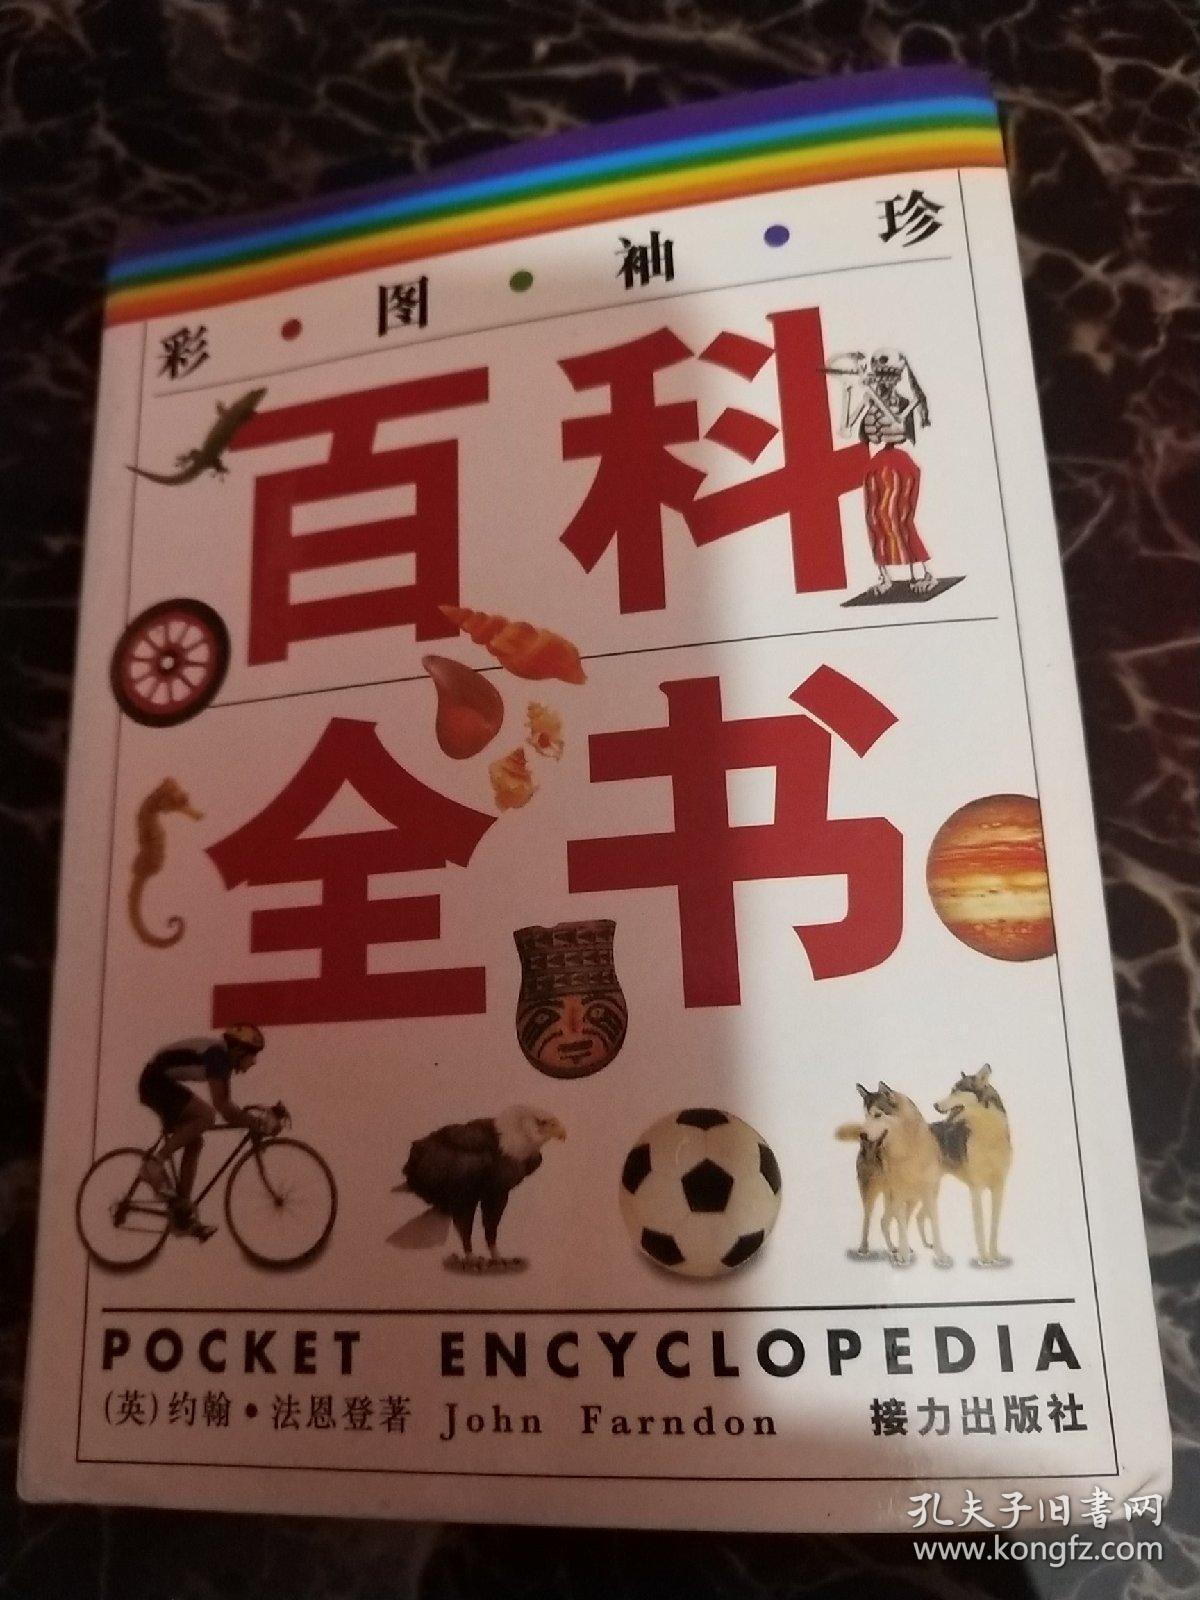 彩·图·袖·珍
百科
全书
POCKET ENCYCLOPEDIA
(英)约翰·法恩登著 John Farndon 接力出版社
孔夫子旧書网
www.kongfz.com